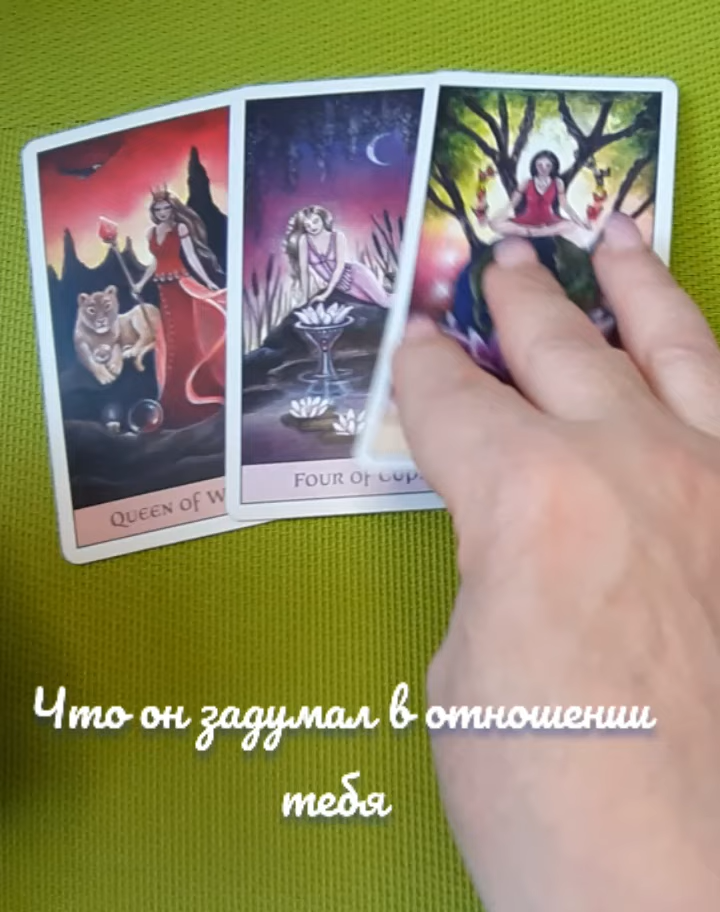 QUEEN OF W
FOUR OF CUP
Что он задумал в отношении
тебя